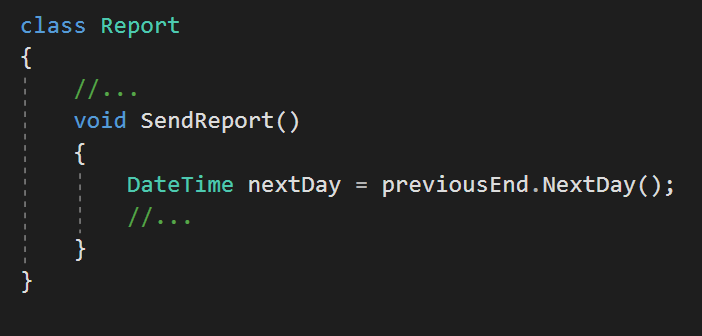 class Report
{
//...
void SendReport()
{
DateTime nextDay = previousEnd.NextDay();
//...
}
}